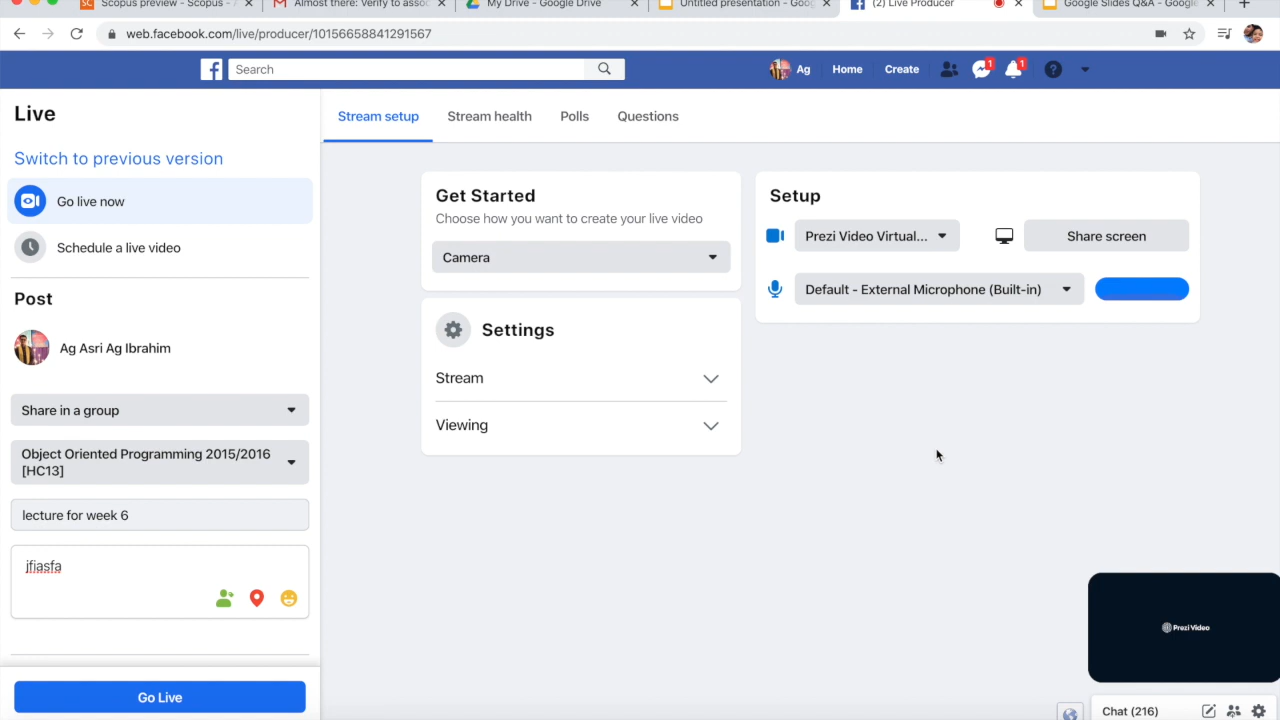 Scopus preview - Scopus - 
Almost there: Verify to assoc
My Drive - Google Drive
Untitled presentation - Goog
(2) Live Producer
Google Slides Q&A - Google
web.facebook.com/live/producer/10156658841291567
Search
Ag
Home
Create
1
1
Live
Switch to previous version
Go live now
Schedule a live video
Post
Ag Asri Ag Ibrahim
Share in a group
Object Oriented Programming 2015/2016
[HC13]
lecture for week 6
jfiasfa
Go Live
Stream setup
Stream health
Polls
Questions
Get Started
Choose how you want to create your live video
Camera
Settings
Stream
Viewing
Setup
Prezi Video Virtual...
Share screen
Default - External Microphone (Built-in)
Prezi Video
Chat (216)